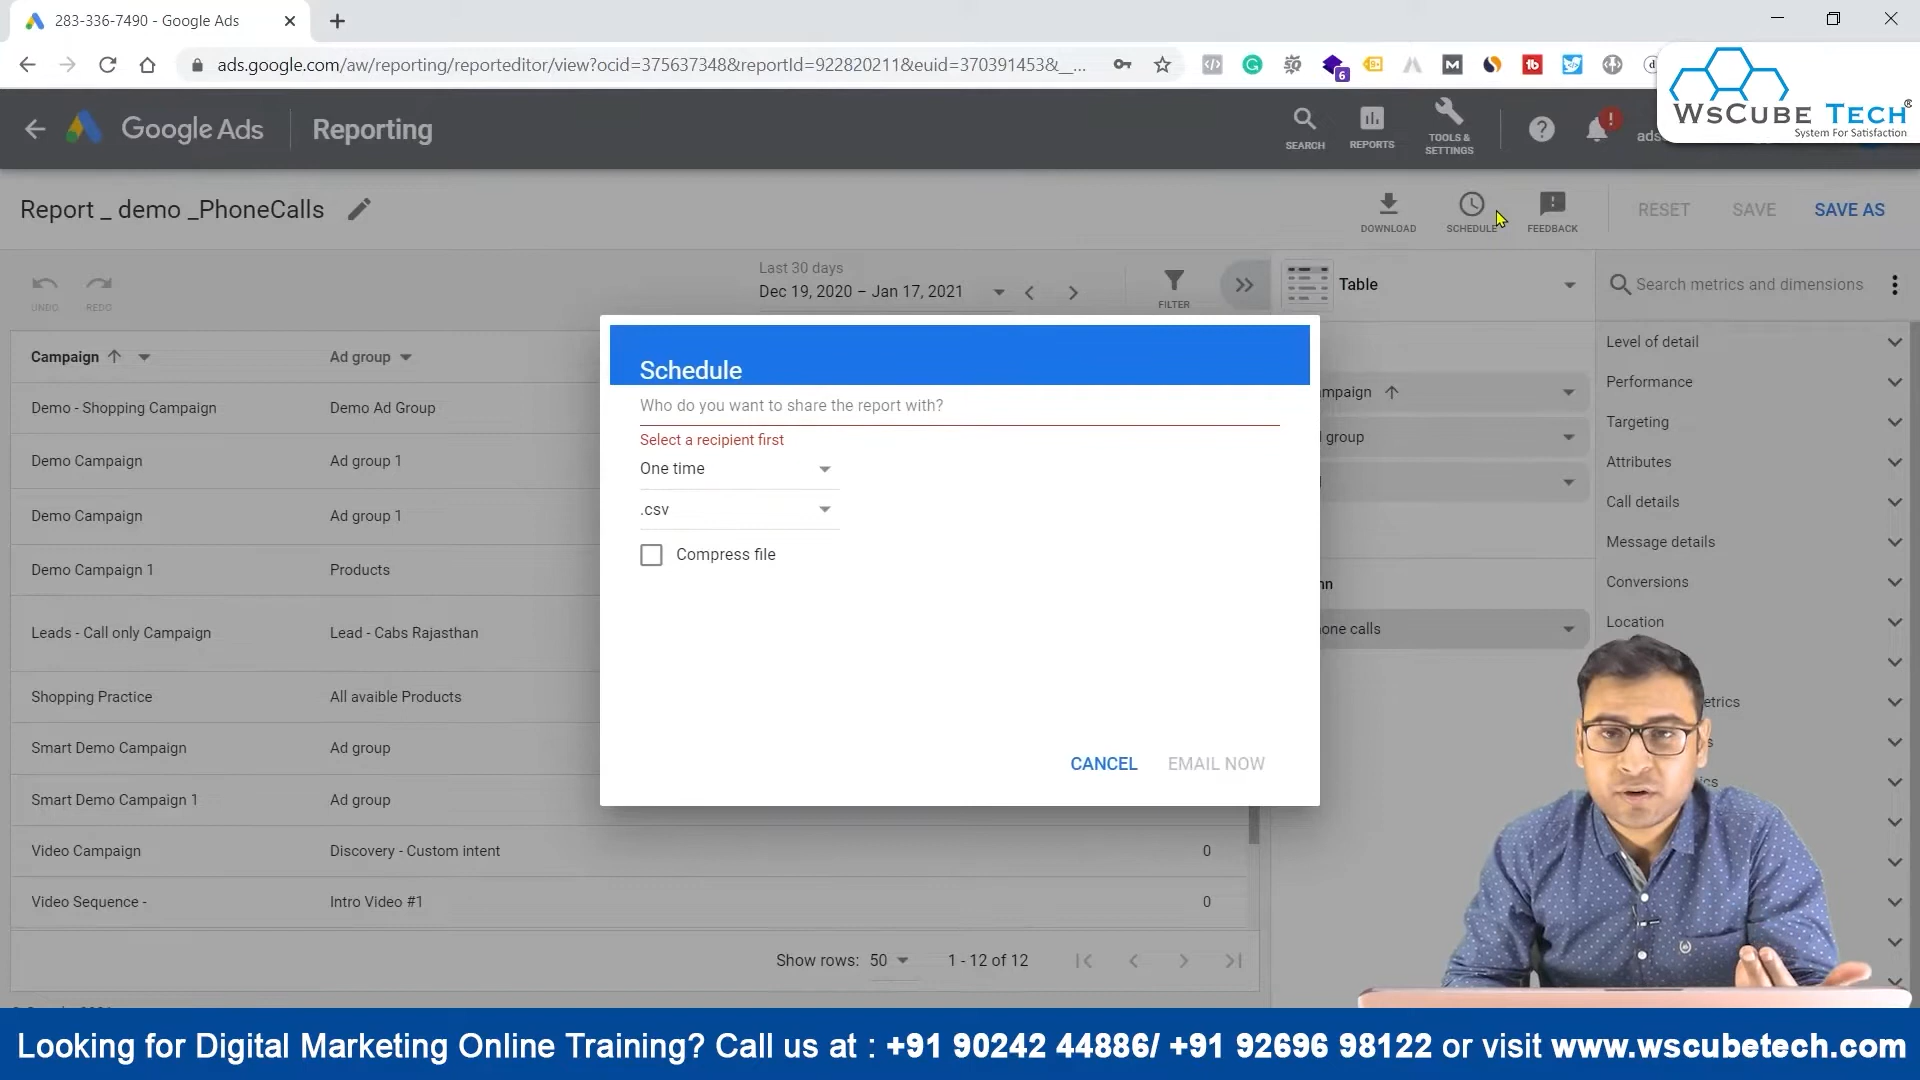 283-336-7490 - Google Ads
ads.google.com/aw/reporting/reporteditor/view?ocid=375637348&reportId=922820211&euid=370391453&__...
WsCube Tech®
System For Satisfaction
Google Ads
Reporting
SEARCH
REPORTS
TOOLS &
SETTINGS
ads
Report _ demo _PhoneCalls
DOWNLOAD
SCHEDULE
FEEDBACK
RESET
SAVE
SAVE AS
UNDO
REDO
Last 30 days
Dec 19, 2020 – Jan 17, 2021
FILTER
Table
Search metrics and dimensions
Campaign
Ad group
Demo - Shopping Campaign
Demo Ad Group
Demo Campaign
Ad group 1
Demo Campaign
Ad group 1
Demo Campaign 1
Products
Leads - Call only Campaign
Lead - Cabs Rajasthan
Shopping Practice
All avaible Products
Smart Demo Campaign
Ad group
Smart Demo Campaign 1
Ad group
Video Campaign
Discovery - Custom intent
0
Video Sequence -
Intro Video #1
0
Show rows: 50
1 - 12 of 12
Schedule
Who do you want to share the report with?
Select a recipient first
One time
.csv
Compress file
CANCEL
EMAIL NOW
mpaign
group
one calls
Level of detail
Performance
Targeting
Attributes
Call details
Message details
Conversions
Location
etrics
Looking for Digital Marketing Online Training? Call us at : +91 90242 44886/ +91 92696 98122 or visit www.wscubetech.com